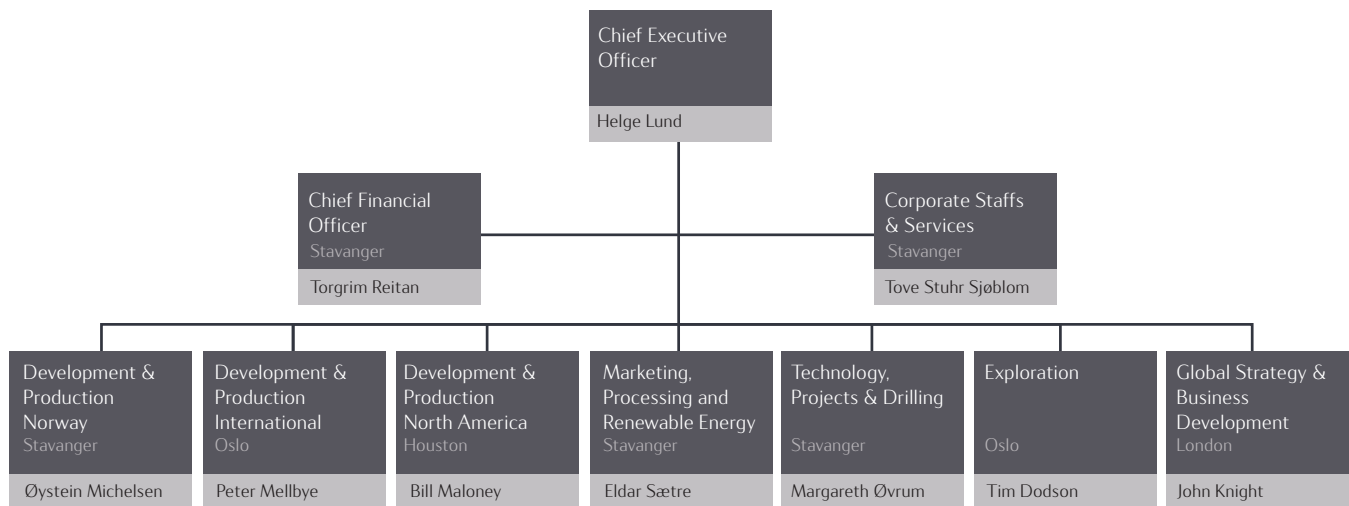 Chief Executive
Officer
Helge Lund
Chief Financial
Officer
Stavanger
Torgrim Reitan
Corporate Staffs
& Services
Stavanger
Tove Stuhr Sjøblom
Development &
Production
Norway
Stavanger
Øystein Michelsen
Development &
Production
International
Oslo
Peter Mellbye
Development &
Production
North America
Houston
Bill Maloney
Marketing,
Processing and
Renewable Energy
Stavanger
Eldar Sætre
Technology,
Projects & Drilling
Stavanger
Margareth Øvrum
Exploration
Oslo
Tim Dodson
Global Strategy &
Business
Development
London
John Knight